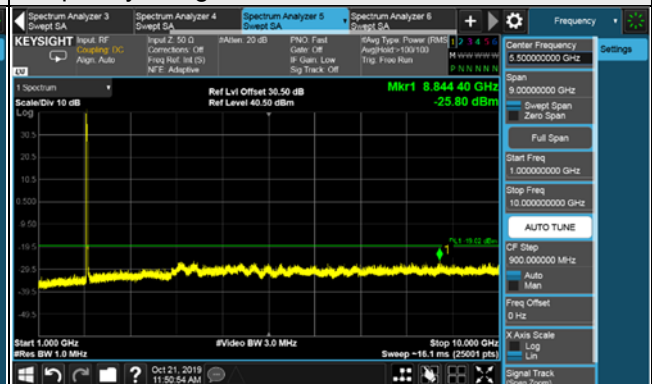 Spectrum Analyzer 3
Swept SA
Spectrum Analyzer 4
Swept SA
Spectrum Analyzer 5
Swept SA
Spectrum Analyzer 6
Swept SA
Frequency
KEYSIGHT
Input: RF
Coupling: DC
Align: Auto
Input Z: 50 Ω
Corrections: Off
Freq Ref: Int (S)
NFE: Adaptive
#Atten: 20 dB
PNO: Fast
Gate: Off
IF Gain: Low
Sig Track: Off
#Avg Type: Power (RMS)
Avg|Hold:>100/100
Trig: Free Run
1 2 3 4 5 6
M W W W W W
P N N N N N
Center Frequency
5.500000000 GHz
Settings
1 Spectrum
Ref Lvl Offset 30.50 dB
Mkr1 8.844 40 GHz
Scale/Div 10 dB
Ref Level 40.50 dBm
-25.80 dBm
Span
9.00000000 GHz
Swept Span
Zero Span
Full Span
Start Freq
1.000000000 GHz
Stop Freq
10.000000000 GHz
AUTO TUNE
CF Step
900.000000 MHz
Auto
Man
Freq Offset
0 Hz
X Axis Scale
Log
Lin
Signal Track
(Span Zoom)
Log
30.5
20.5
10.5
0.500
-9.50
-19.5
-29.5
-39.5
-49.5
1
Start 1.000 GHz
#Video BW 3.0 MHz
Stop 10.000 GHz
#Res BW 1.0 MHz
Sweep ~16.1 ms (25001 pts)
?
Oct 21, 2019
11:50:54 AM